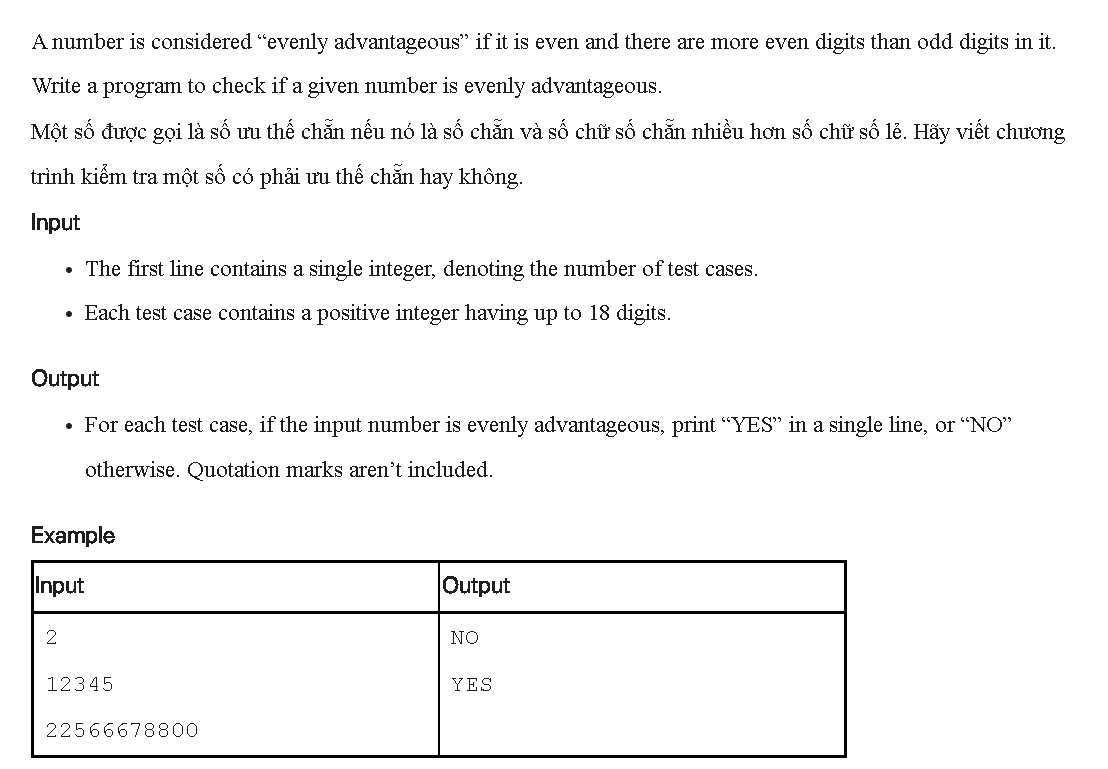 A number is considered “evenly advantageous” if it is even and there are more even digits than odd digits in it.
Write a program to check if a given number is evenly advantageous.
Một số được gọi là số ưu thế chẵn nếu nó là số chẵn và số chữ số chẵn nhiều hơn số chữ số lẻ. Hãy viết chương
trình kiểm tra một số có phải ưu thế chẵn hay không.
Input
• The first line contains a single integer, denoting the number of test cases.
• Each test case contains a positive integer having up to 18 digits.
Output
• For each test case, if the input number is evenly advantageous, print “YES” in a single line, or “NO”
otherwise. Quotation marks aren’t included.
Example
Input Output
2 NO
12345 YES
22566678800